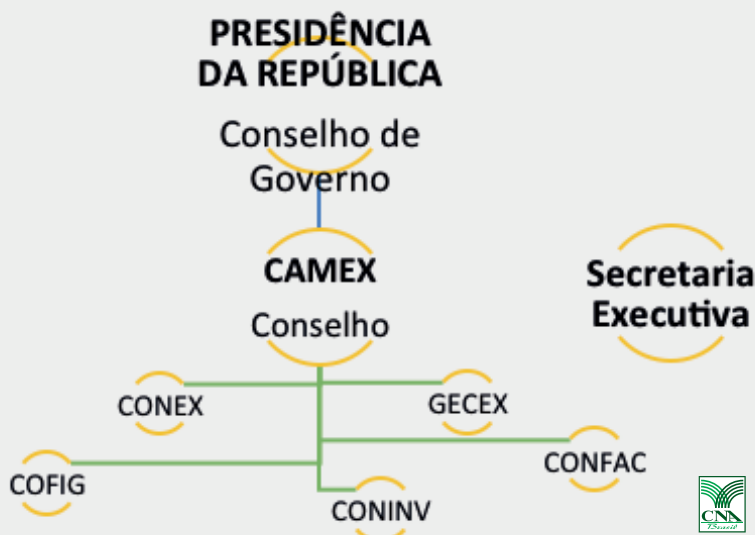 PRESIDÊNCIA
DA REPÚBLICA
Conselho de
Governo
CAMEX
Conselho
Secretaria
Executiva
CONEX
GECEX
COFIG
CONFAC
CONINV
CNA